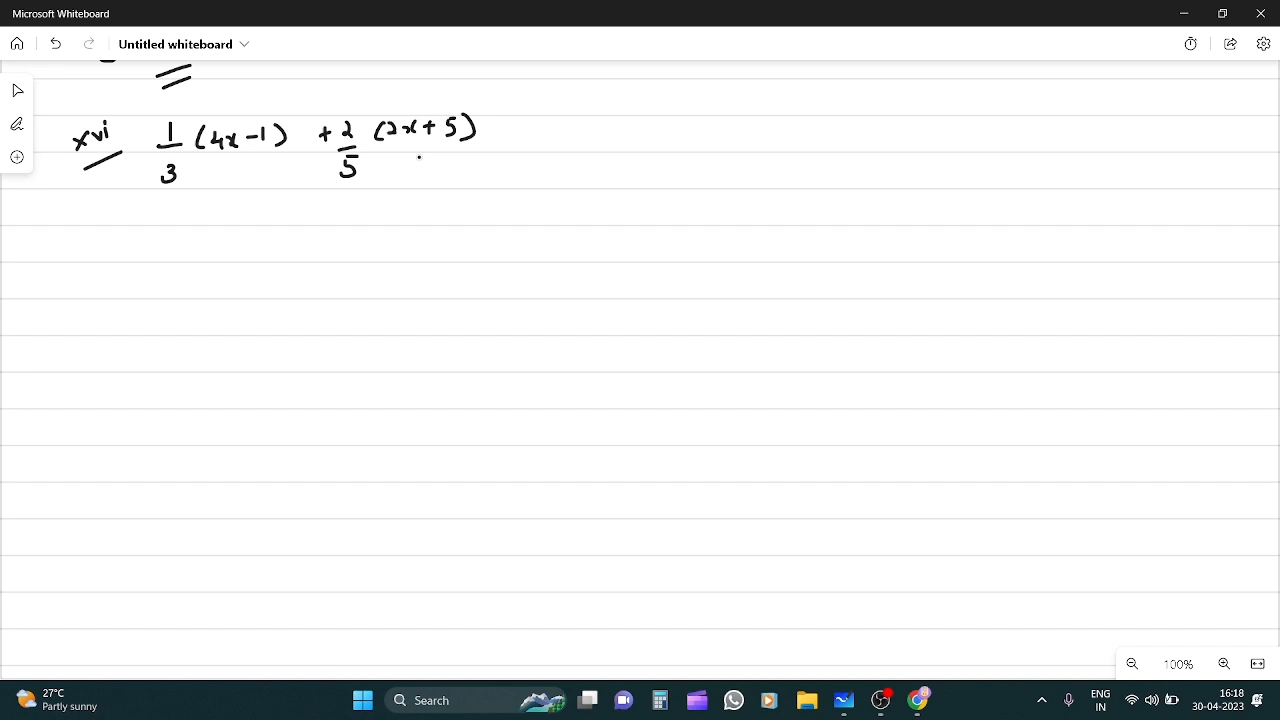 Microsoft Whiteboard
Untitled whiteboard
xvi 1/3 (4x-1) + 2/5 (2x+5)
100%
27°C
Partly sunny
Search
ENG
IN
16:18
30-04-2023